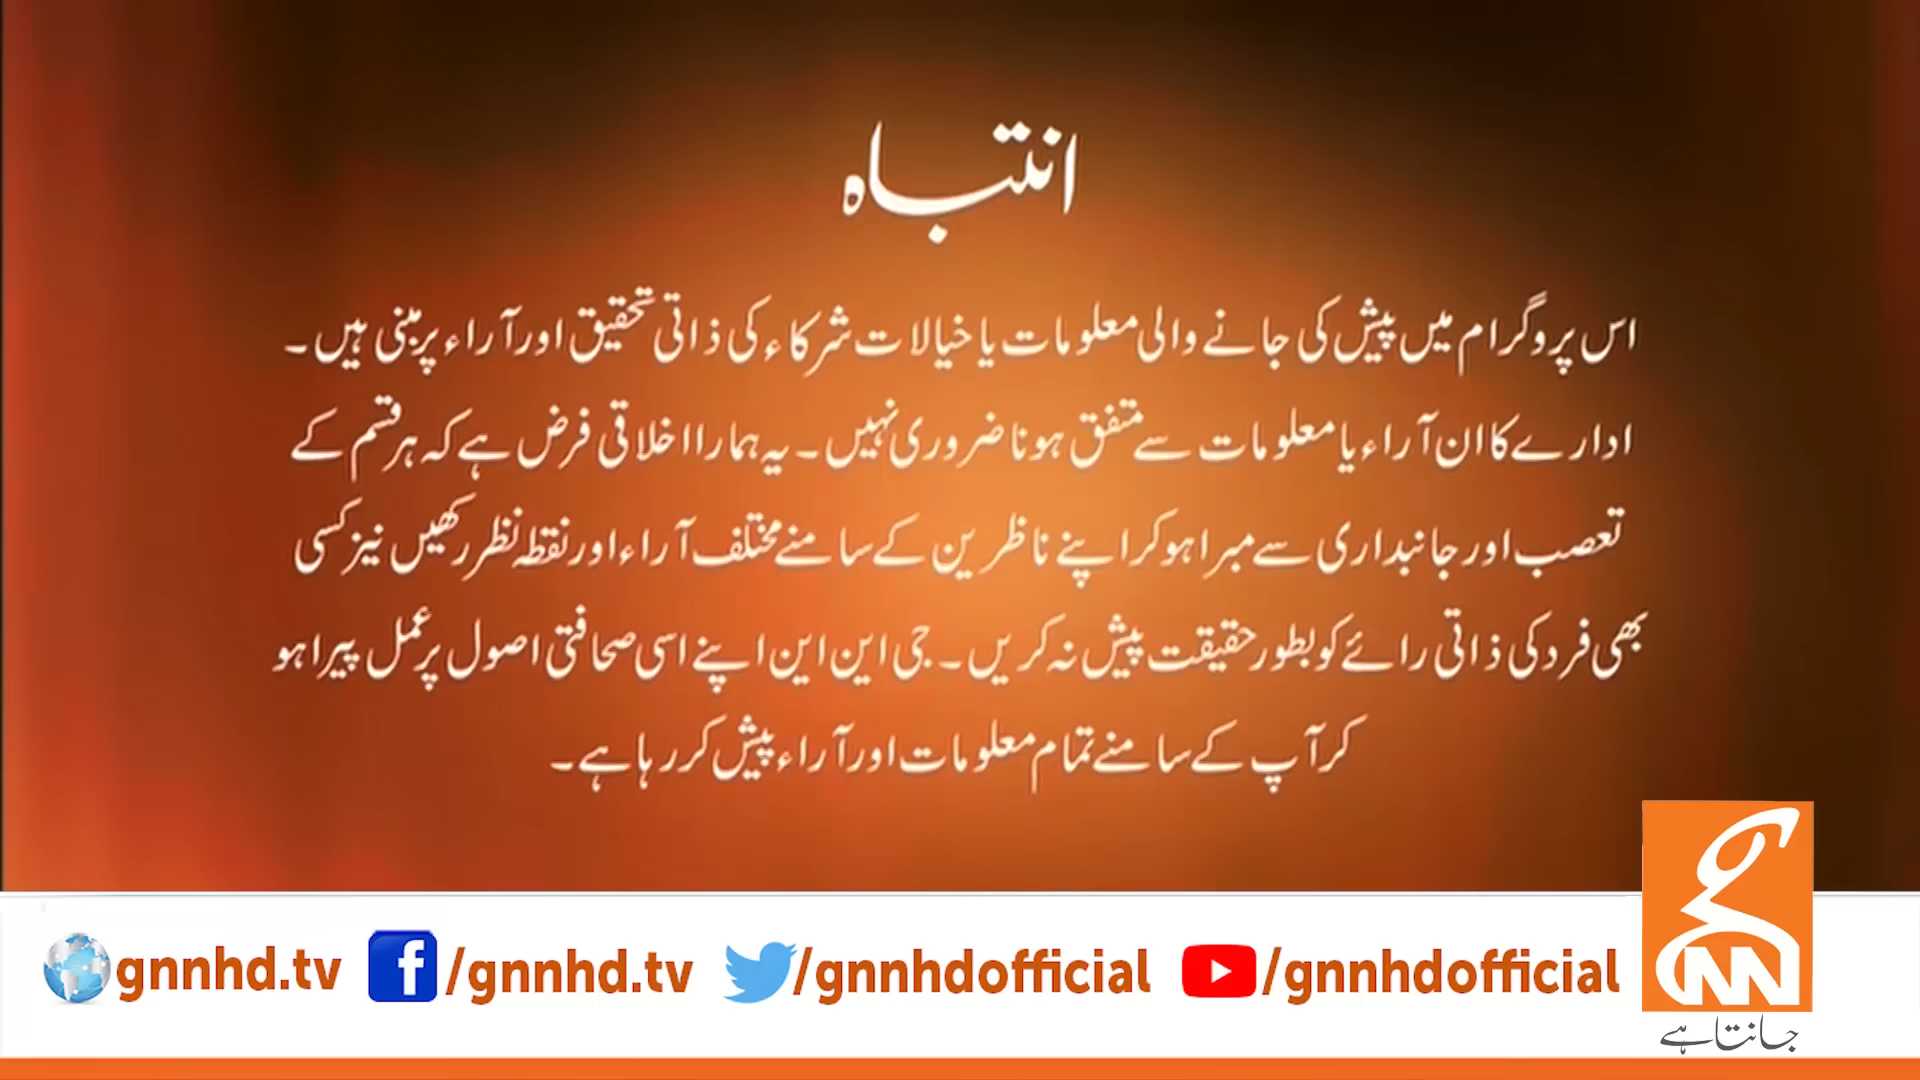 انتباہ
اس پروگرام میں پیش کی جانے والی معلومات یا خیالات شرکاء کی ذاتی تحقیق اور آراء پر مبنی ہیں۔
ادارے کا ان آراء یا معلومات سے متفق ہونا ضروری نہیں۔ یہ ہمارا اخلاقی فرض ہے کہ ہر قسم کے
تعصب اور جانبداری سے مبرا ہو کر اپنے ناظرین کے سامنے مختلف آراء اور نقطہ نظر رکھیں نیز کسی
بھی فرد کی ذاتی رائے کو بطور حقیقت پیش نہ کریں۔ جی این این اپنے اسی صحافتی اصول پر عمل پیرا ہو
کر آپ کے سامنے تمام معلومات اور آراء پیش کر رہا ہے۔
gnnhd.tv /gnnhd.tv /gnnhdofficial /gnnhdofficial
GNN
جانتا ہے